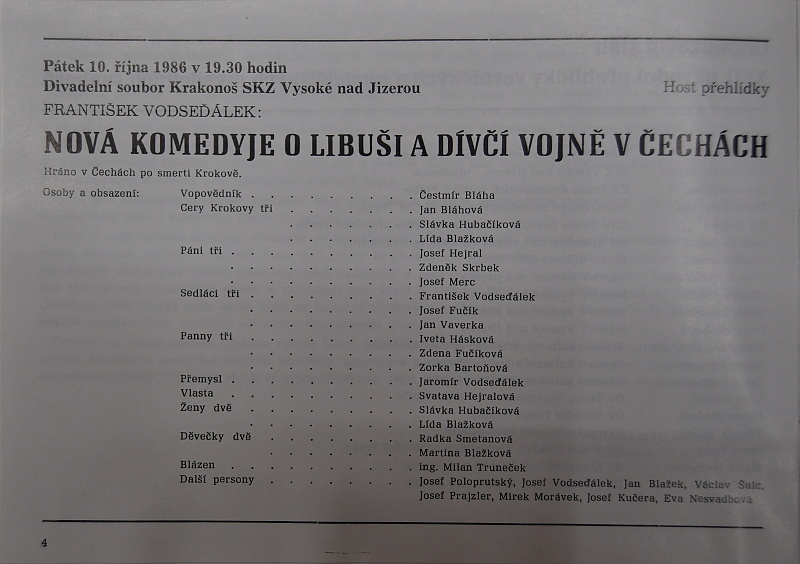 Pátek 10. října 1986 v 19.30 hodin
Divadelní soubor Krakonoš SKZ Vysoké nad Jizerou Host přehlídky
FRANTIŠEK VODSEĎÁLEK:
NOVÁ KOMEDYJE O LIBUŠI A DÍVČÍ VOJNĚ V ČECHÁCH
Hráno v Čechách po smerti Krokově.
Osoby a obsazení: Vopovědník . . . . . . . . . Čestmír Bláha
Cery Krokovy tři . . . . . . . Jan Bláhová
. . . . . . . Slávka Hubačíková
. . . . . . . Lída Blažková
Páni tři . . . . . . . . . . Josef Hejral
. . . . . . . . . . Zdeněk Skrbek
. . . . . . . . . . Josef Merc
Sedláci tři . . . . . . . . . František Vodseďálek
. . . . . . . . . Josef Fučík
. . . . . . . . . Jan Vaverka
Panny tři . . . . . . . . . Iveta Hásková
. . . . . . . . . Zdena Fučíková
. . . . . . . . . Zorka Bartoňová
Přemysl . . . . . . . . . . Jaromír Vodseďálek
Vlasta . . . . . . . . . . Svatava Hejralová
Ženy dvě . . . . . . . . . Slávka Hubačíková
. . . . . . . . . Lída Blažková
Děvečky dvě . . . . . . . . Radka Smetanová
. . . . . . . . Martina Blažková
Blázen . . . . . . . . . . ing. Milan Truneček
Další persony . . . . . . . . Josef Poloprutský, Josef Vodseďálek, Jan Blažek, Václav Šulc,
Josef Prajzler, Mirek Morávek, Josef Kučera, Eva Nesvadbová
4